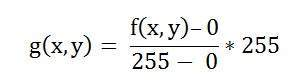 g(x,y) = f(x,y)−0 / 255 − 0 * 255